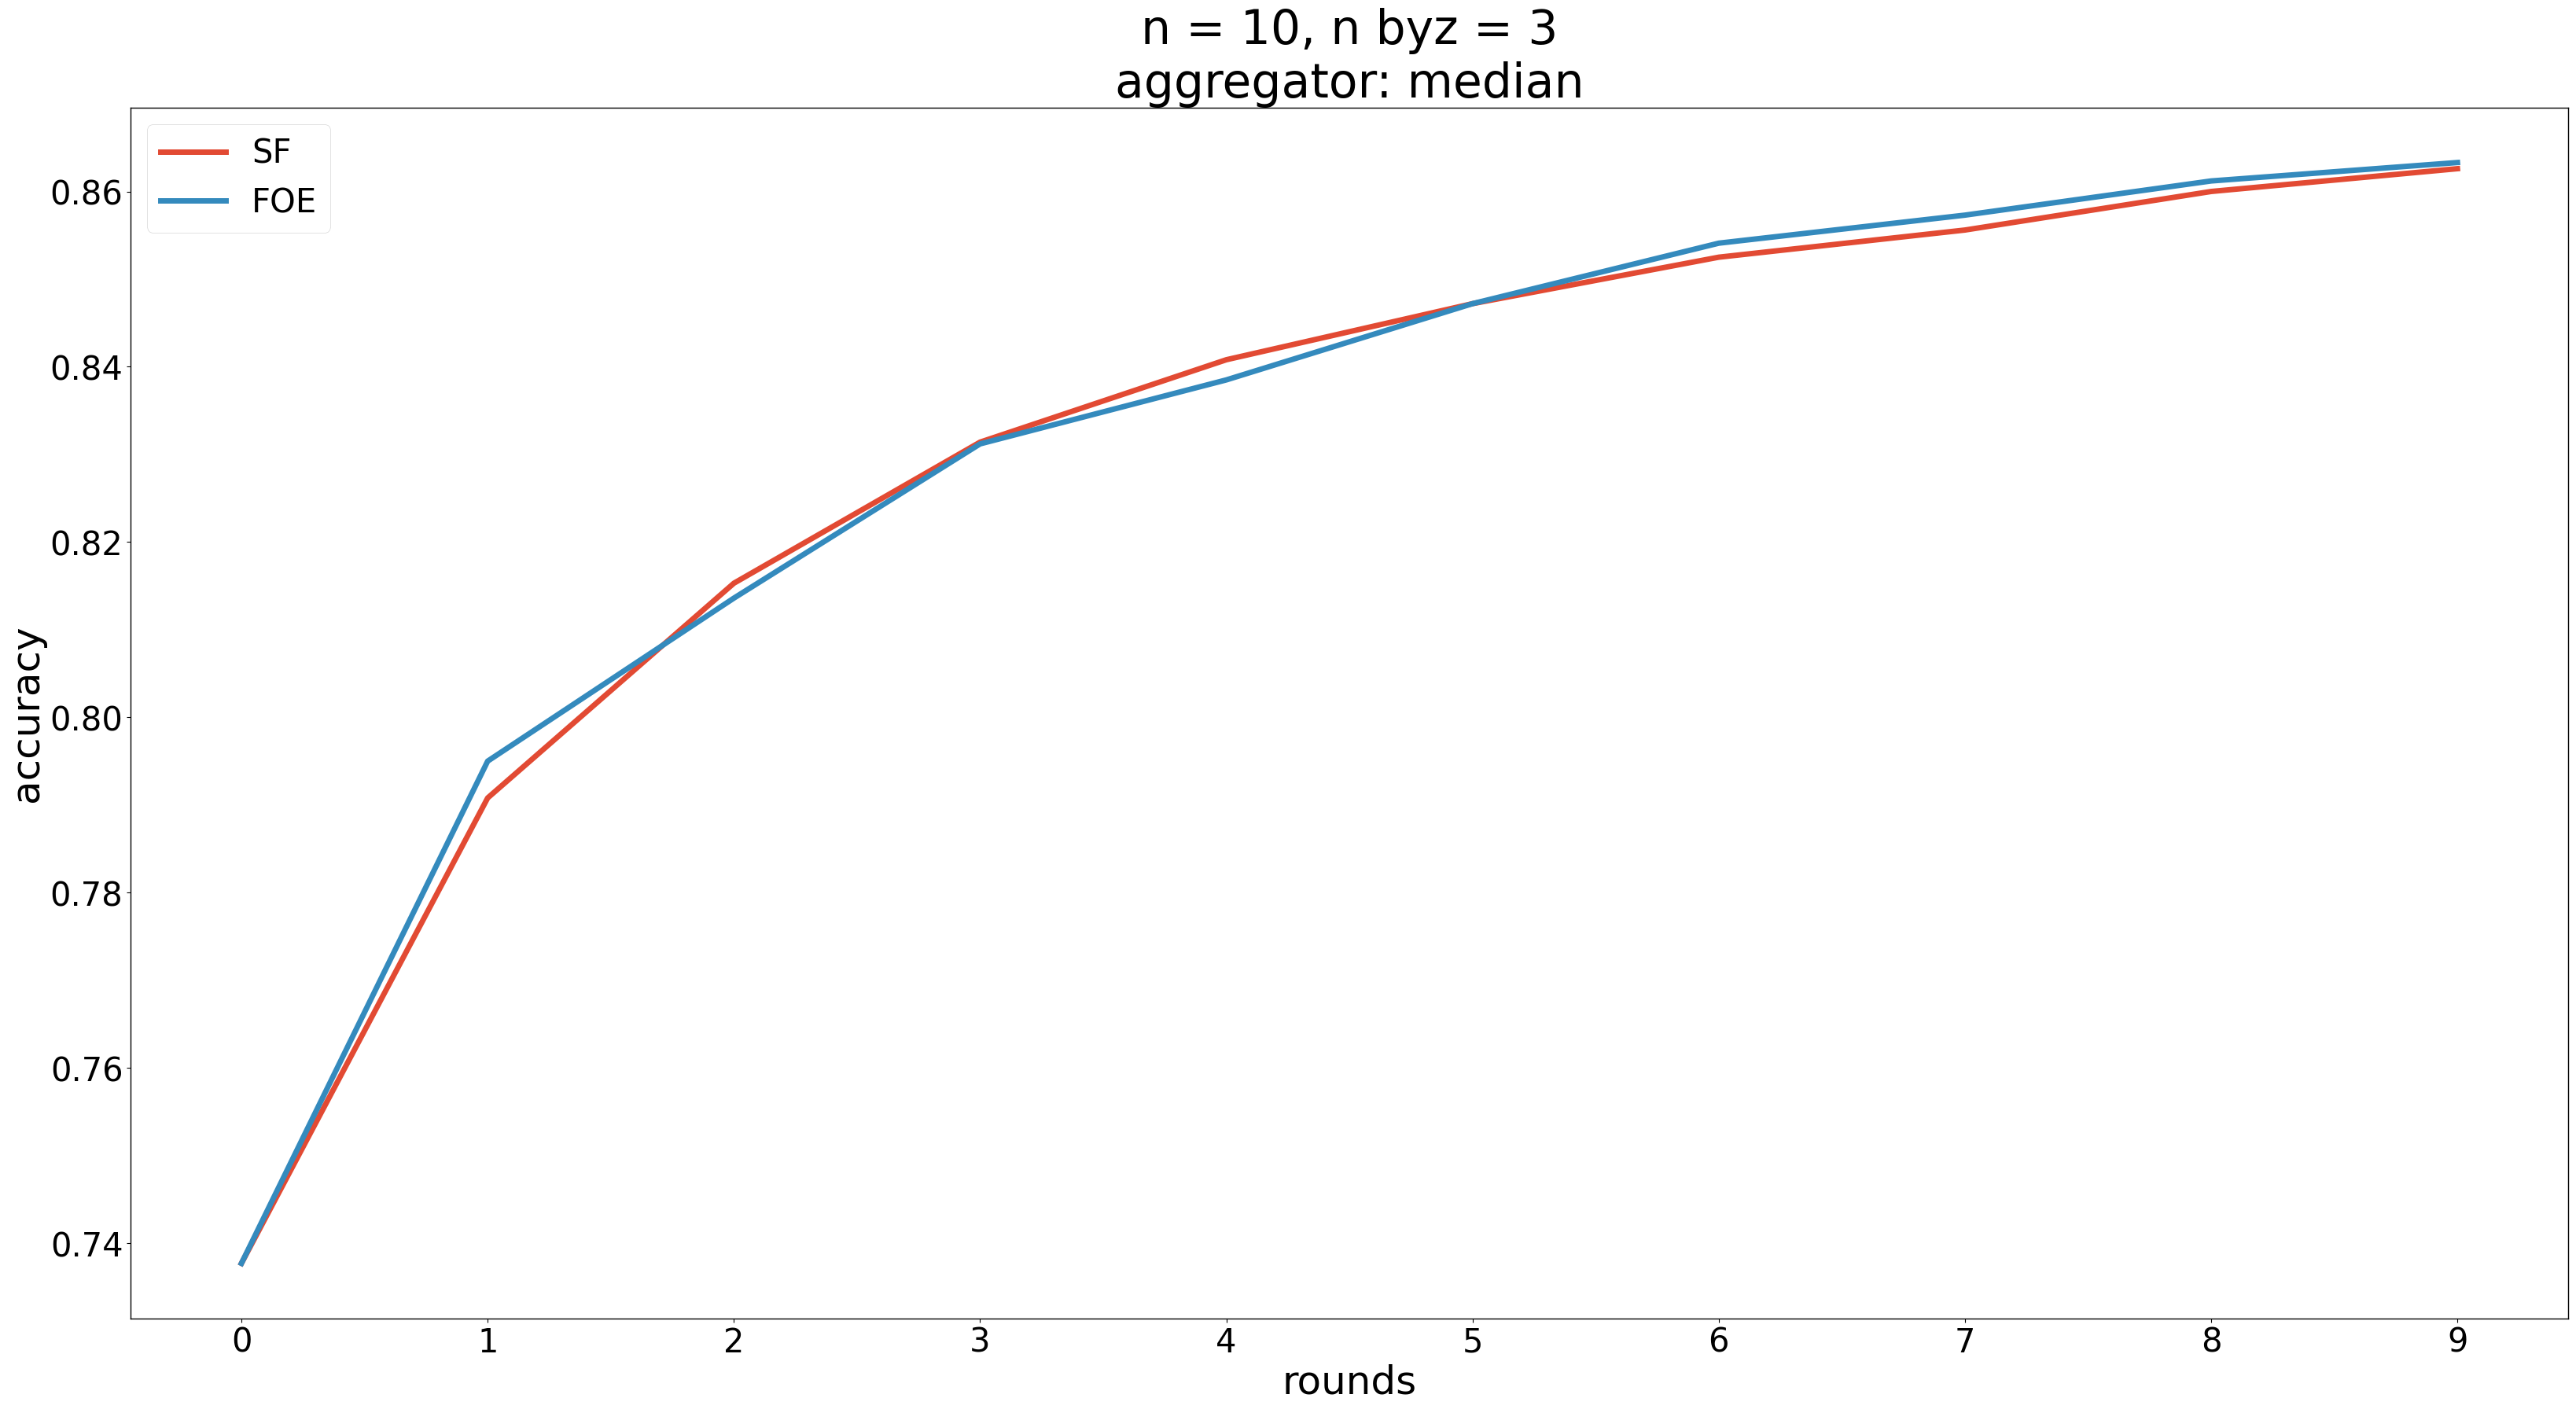 n = 10, n byz = 3
aggregator: median
SF
FOE
0.86
0.84
0.82
0.80
0.78
0.76
0.74
accuracy
0 1 2 3 4 5 6 7 8 9
rounds